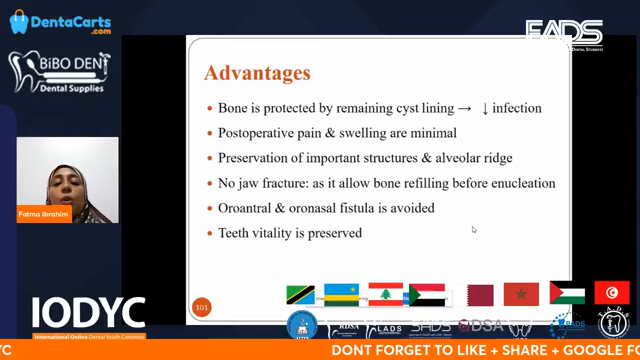 DentaCarts
.com
BiBO DENT
Dental Supplies
EADS
Advantages
• Bone is protected by remaining cyst lining → ↓ infection
• Postoperative pain & swelling are minimal
• Preservation of important structures & alveolar ridge
• No jaw fracture: as it allow bone refilling before enucleation
• Oroantral & oronasal fistula is avoided
• Teeth vitality is preserved
Fatma Ibrahim
101
IODYC
International Online Dental Youth Congress
LADS
DSA
YC
DONT FORGET TO LIKE + SHARE + GOOGLE FO